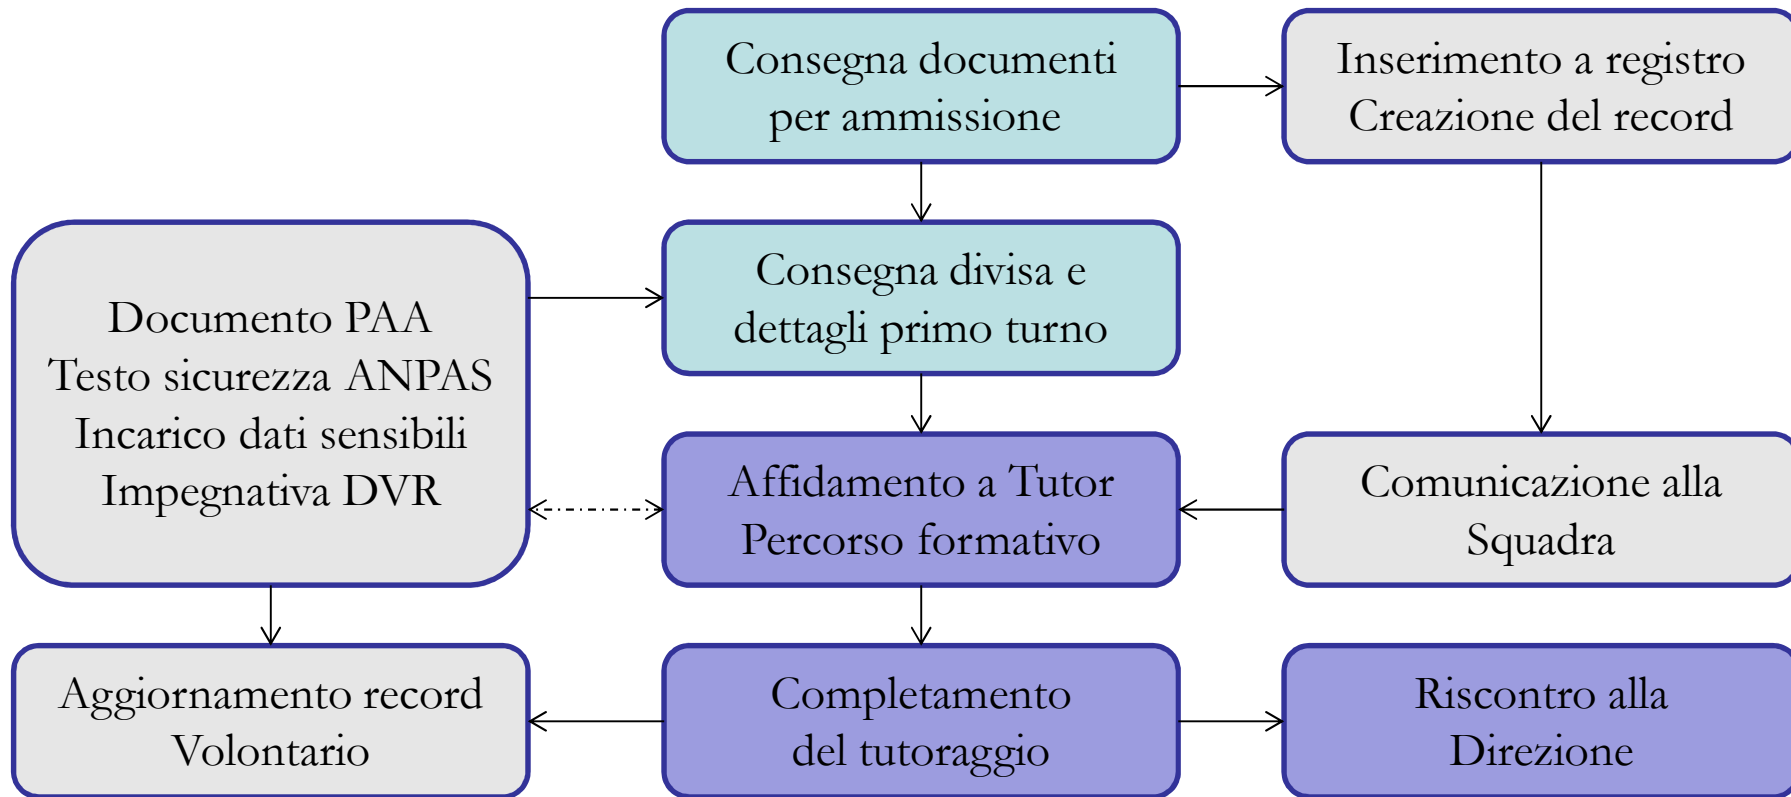 Consegna documenti
per ammissione
Inserimento a registro
Creazione del record
Documento PAA
Testo sicurezza ANPAS
Incarico dati sensibili
Impegnativa DVR
Consegna divisa e
dettagli primo turno
Affidamento a Tutor
Percorso formativo
Comunicazione alla
Squadra
Aggiornamento record
Volontario
Completamento
del tutoraggio
Riscontro alla
Direzione